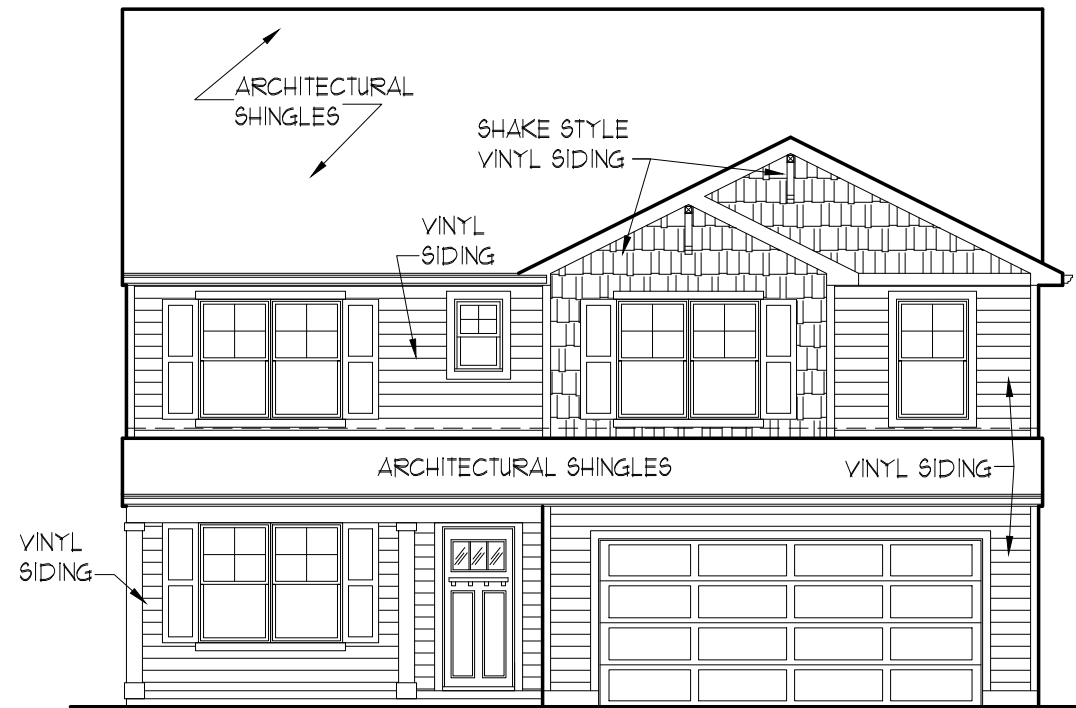 ARCHITECTURAL
SHINGLES
SHAKE STYLE
VINYL SIDING
VINYL
SIDING
ARCHITECTURAL SHINGLES
VINYL SIDING
VINYL
SIDING